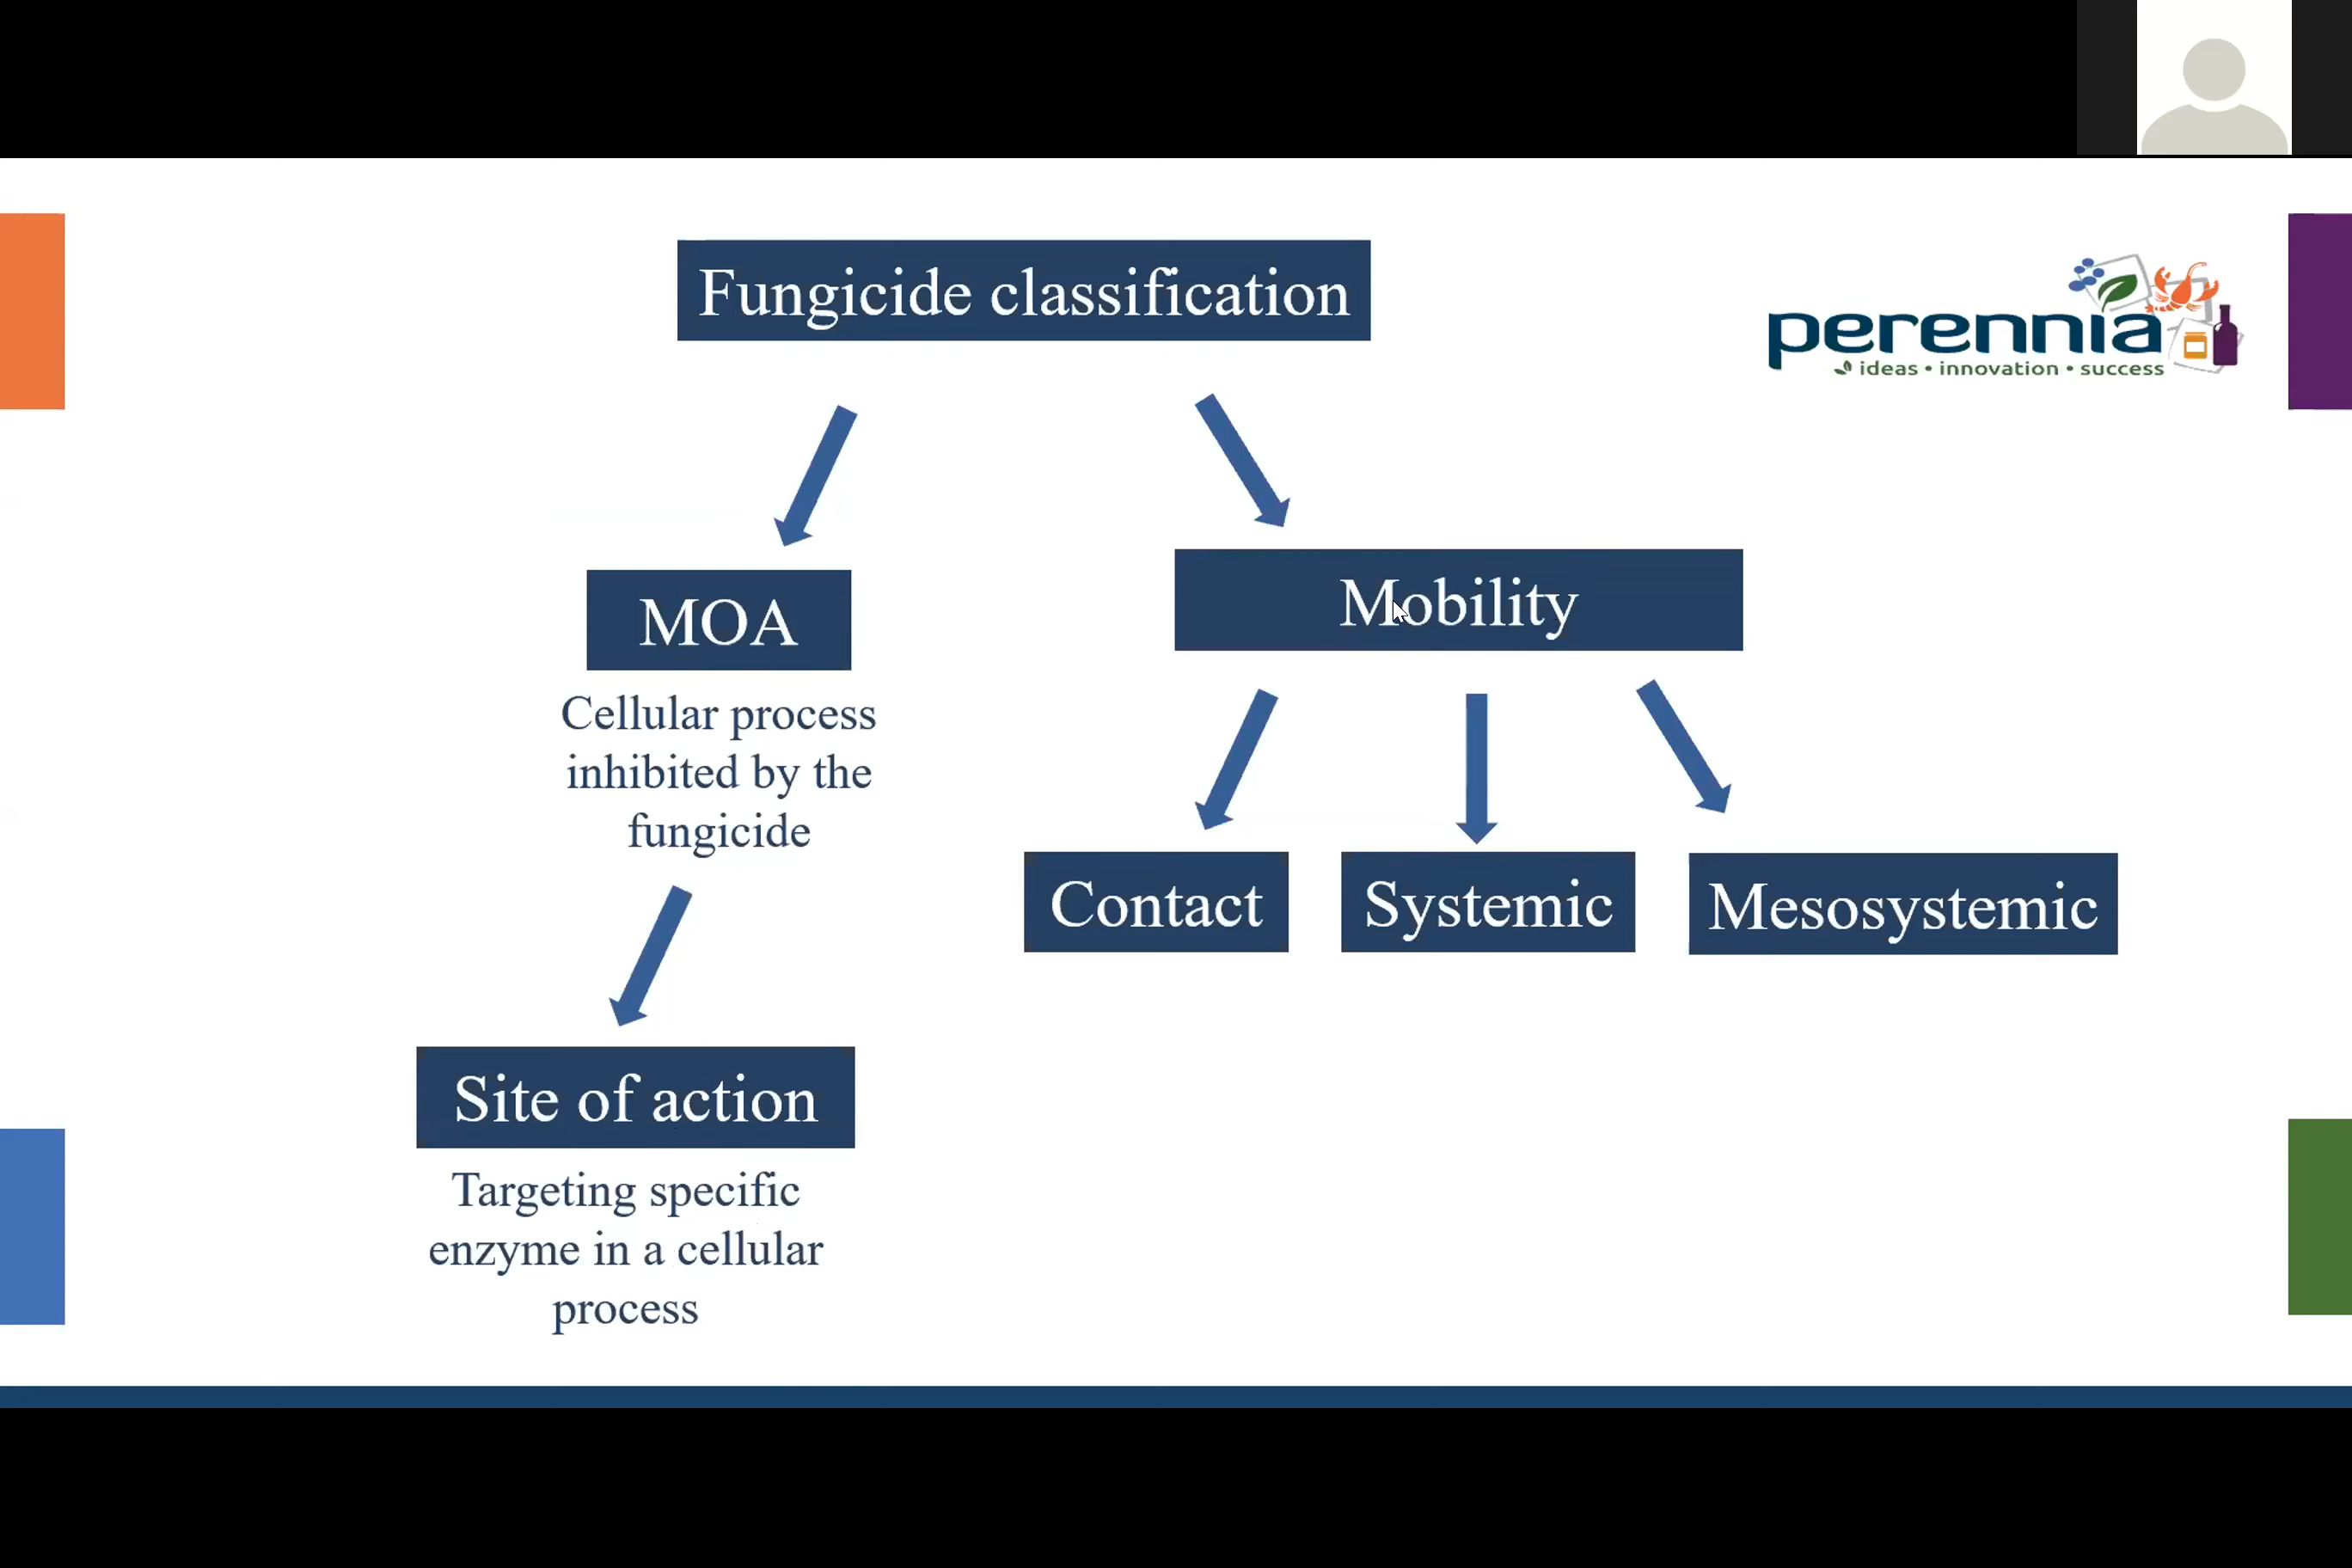 Fungicide classification
perennia
ideas • innovation • success
MOA
Mobility
Cellular process
inhibited by the
fungicide
Contact
Systemic
Mesosystemic
Site of action
Targeting specific
enzyme in a cellular
process